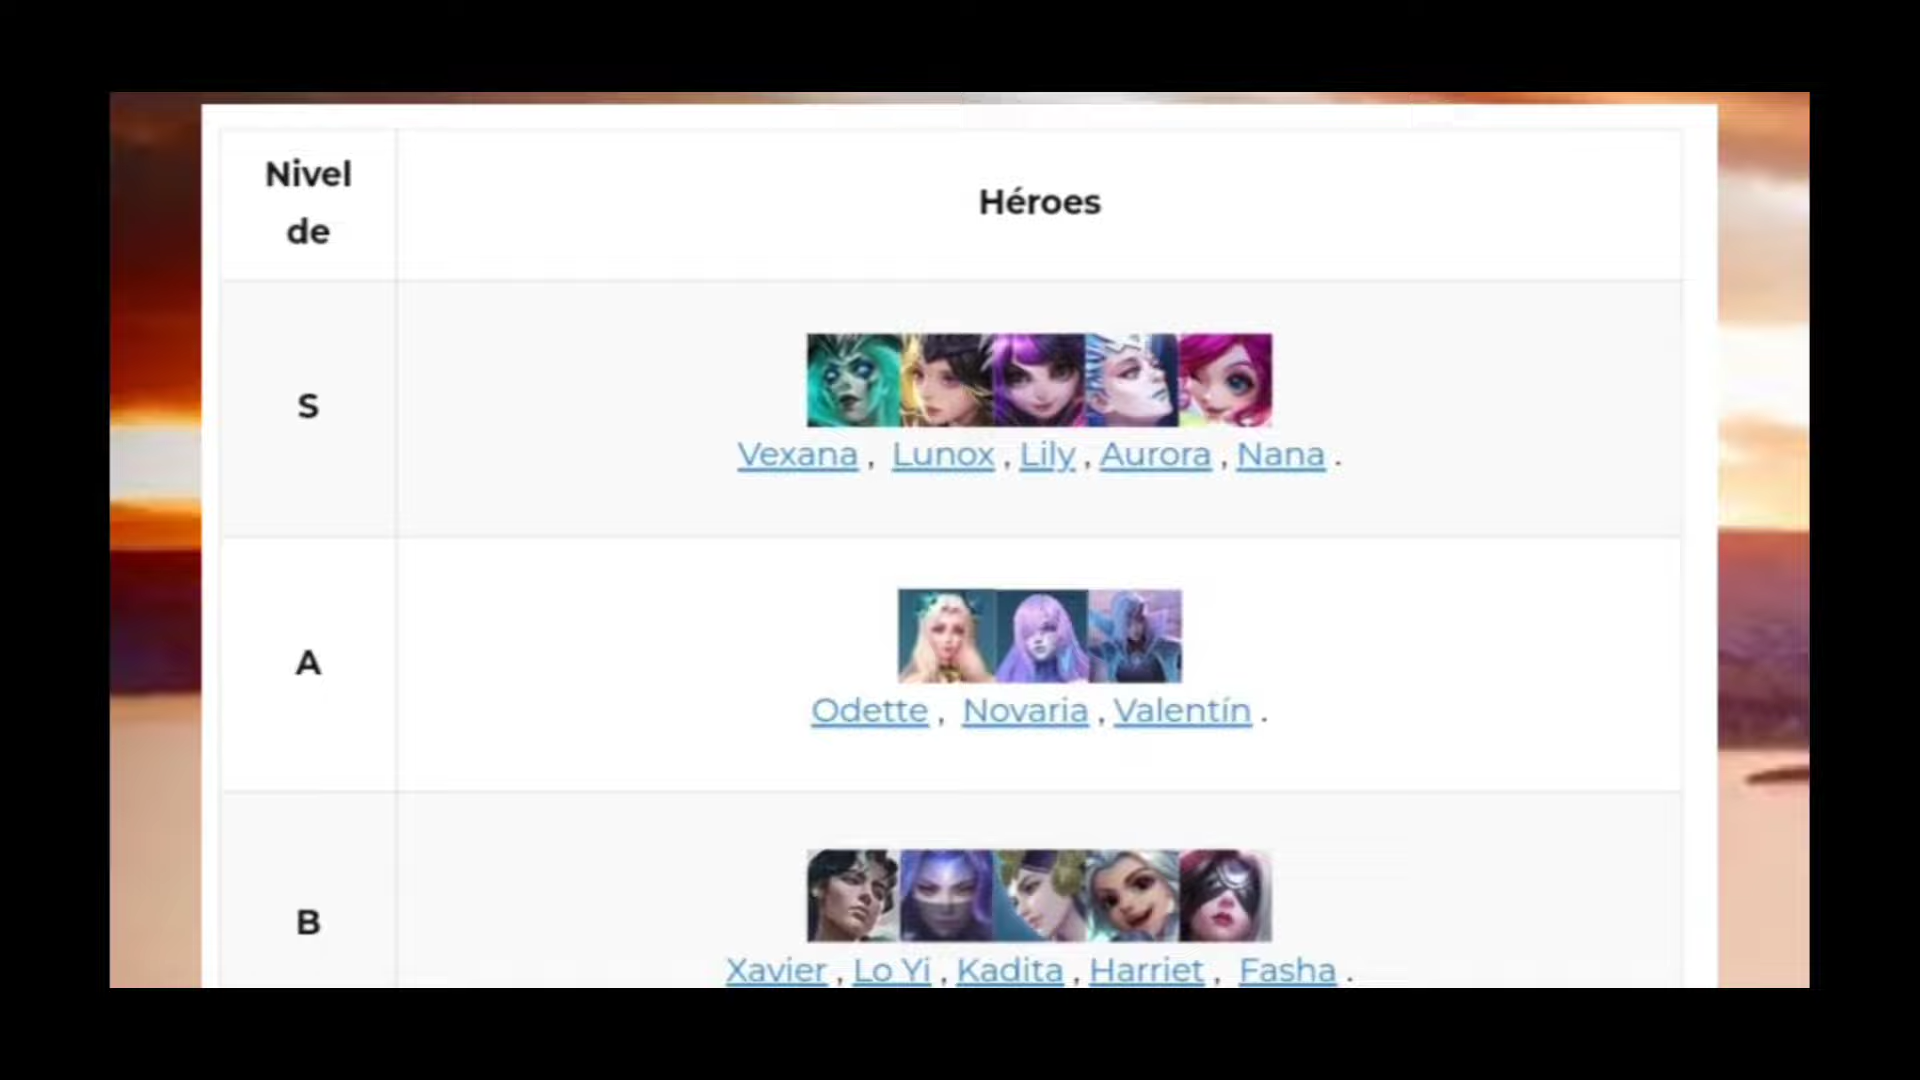 Nivel
de
Héroes
S
Vexana , Lunox , Lily , Aurora , Nana .
A
Odette , Novaria , Valentín .
B
Xavier , Lo Yi , Kadita , Harriet , Fasha .